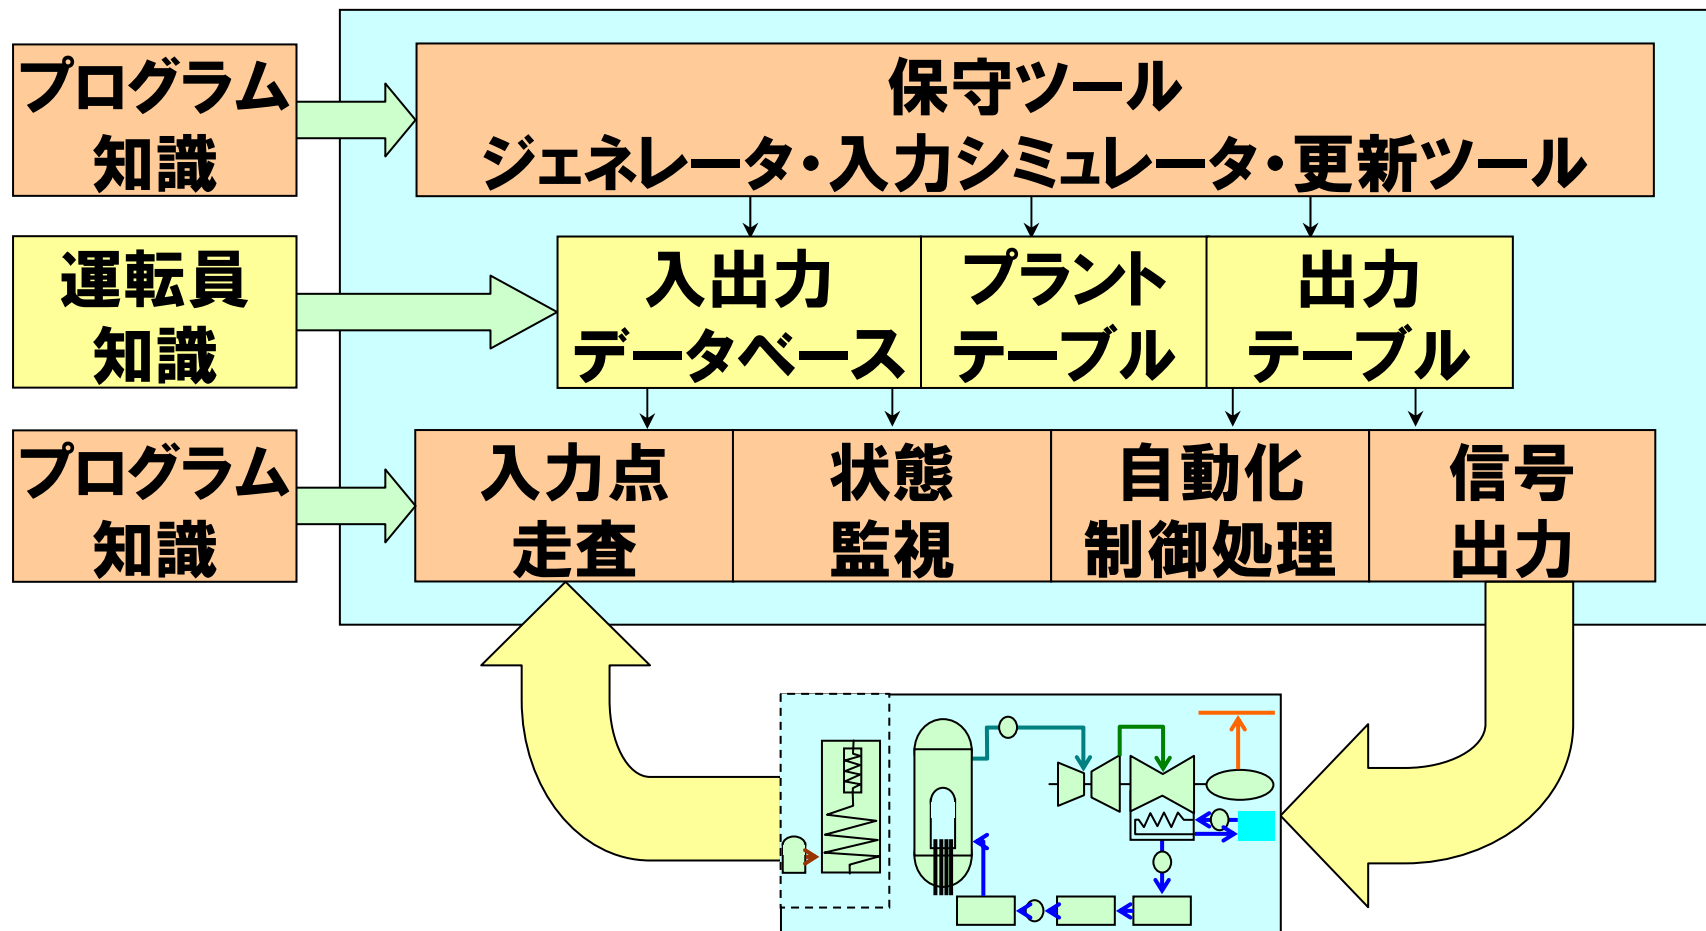 プログラム
知識
保守ツール
ジェネレータ・入力シミュレータ・更新ツール
運転員
知識
入出力
データベース
プラント
テーブル
出力
テーブル
プログラム
知識
入力点
走査
状態
監視
自動化
制御処理
信号
出力